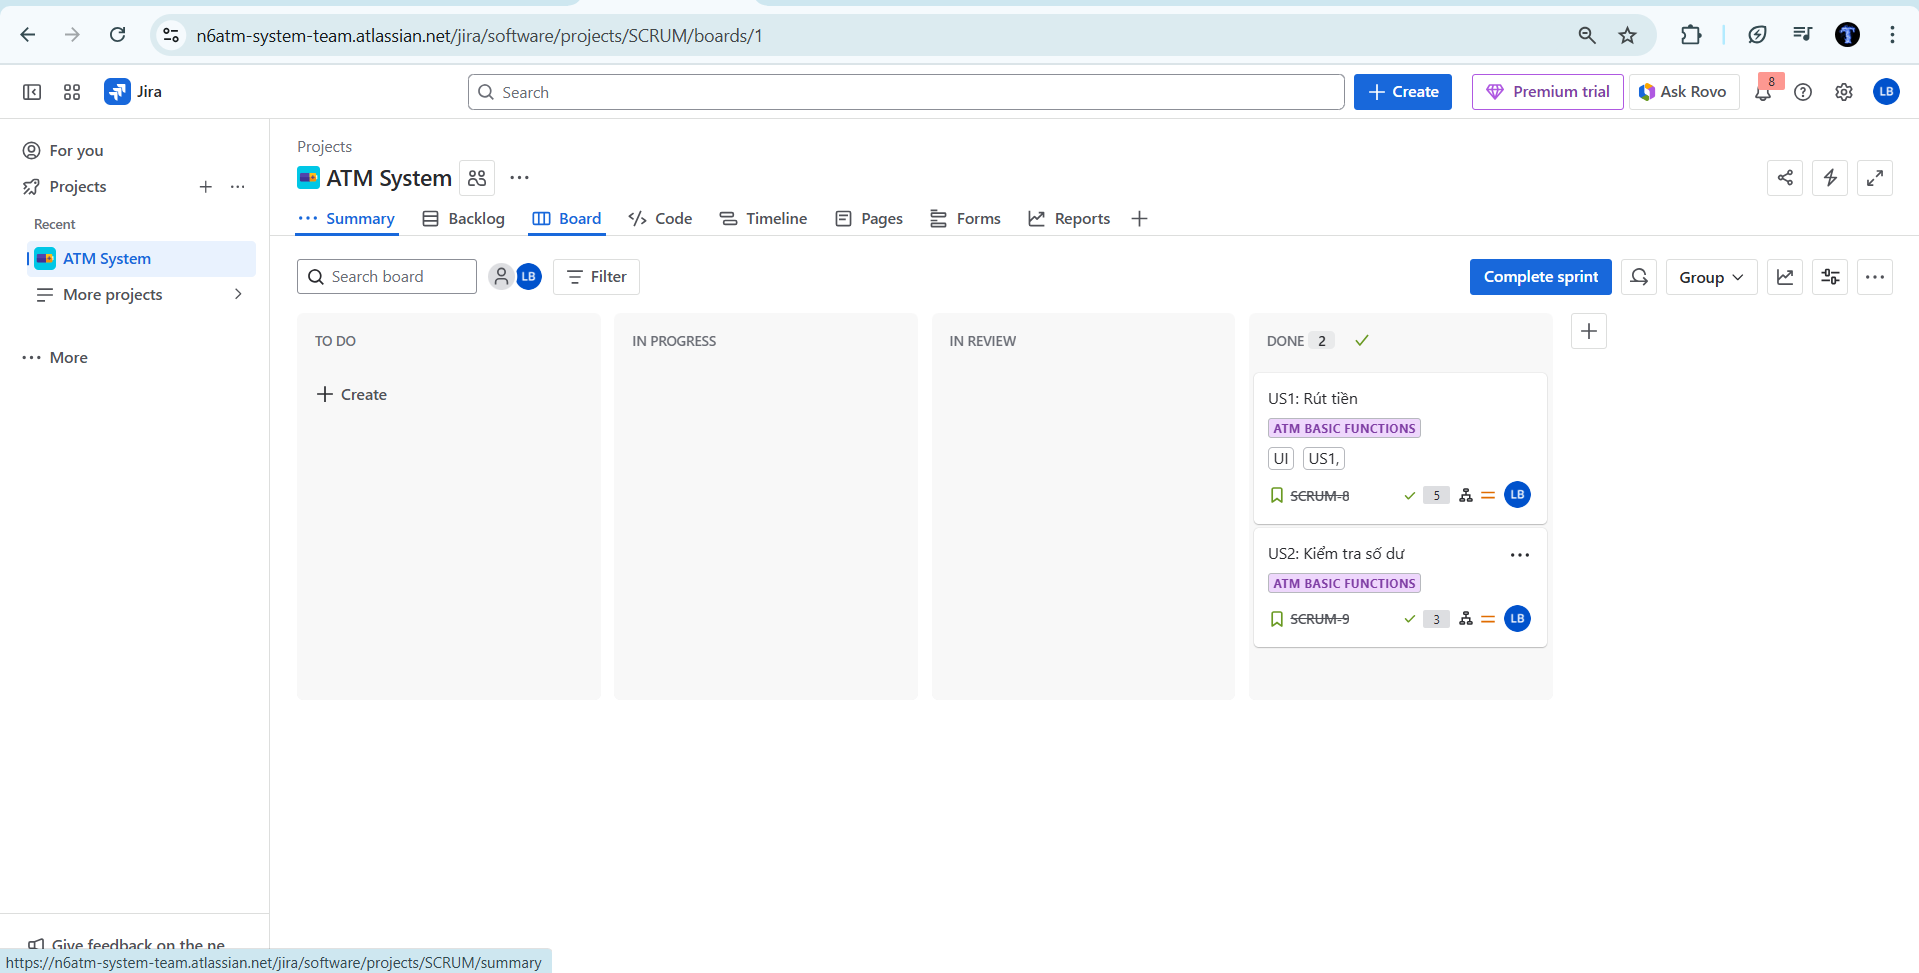 n6atm-system-team.atlassian.net/jira/software/projects/SCRUM/boards/1
Jira
Search
Create
Premium trial
Ask Rovo
8
LB
For you
Projects
Recent
ATM System
More projects
More
Projects
ATM System
Summary
Backlog
Board
Code
Timeline
Pages
Forms
Reports
Search board
LB
Filter
Complete sprint
Group
TO DO
Create
IN PROGRESS
IN REVIEW
DONE 2
US1: Rút tiền
ATM BASIC FUNCTIONS
UI US1,
SCRUM-8 5 LB
US2: Kiểm tra số dư
ATM BASIC FUNCTIONS
SCRUM-9 3 LB
Give feedback on the ne
https://n6atm-system-team.atlassian.net/jira/software/projects/SCRUM/summary